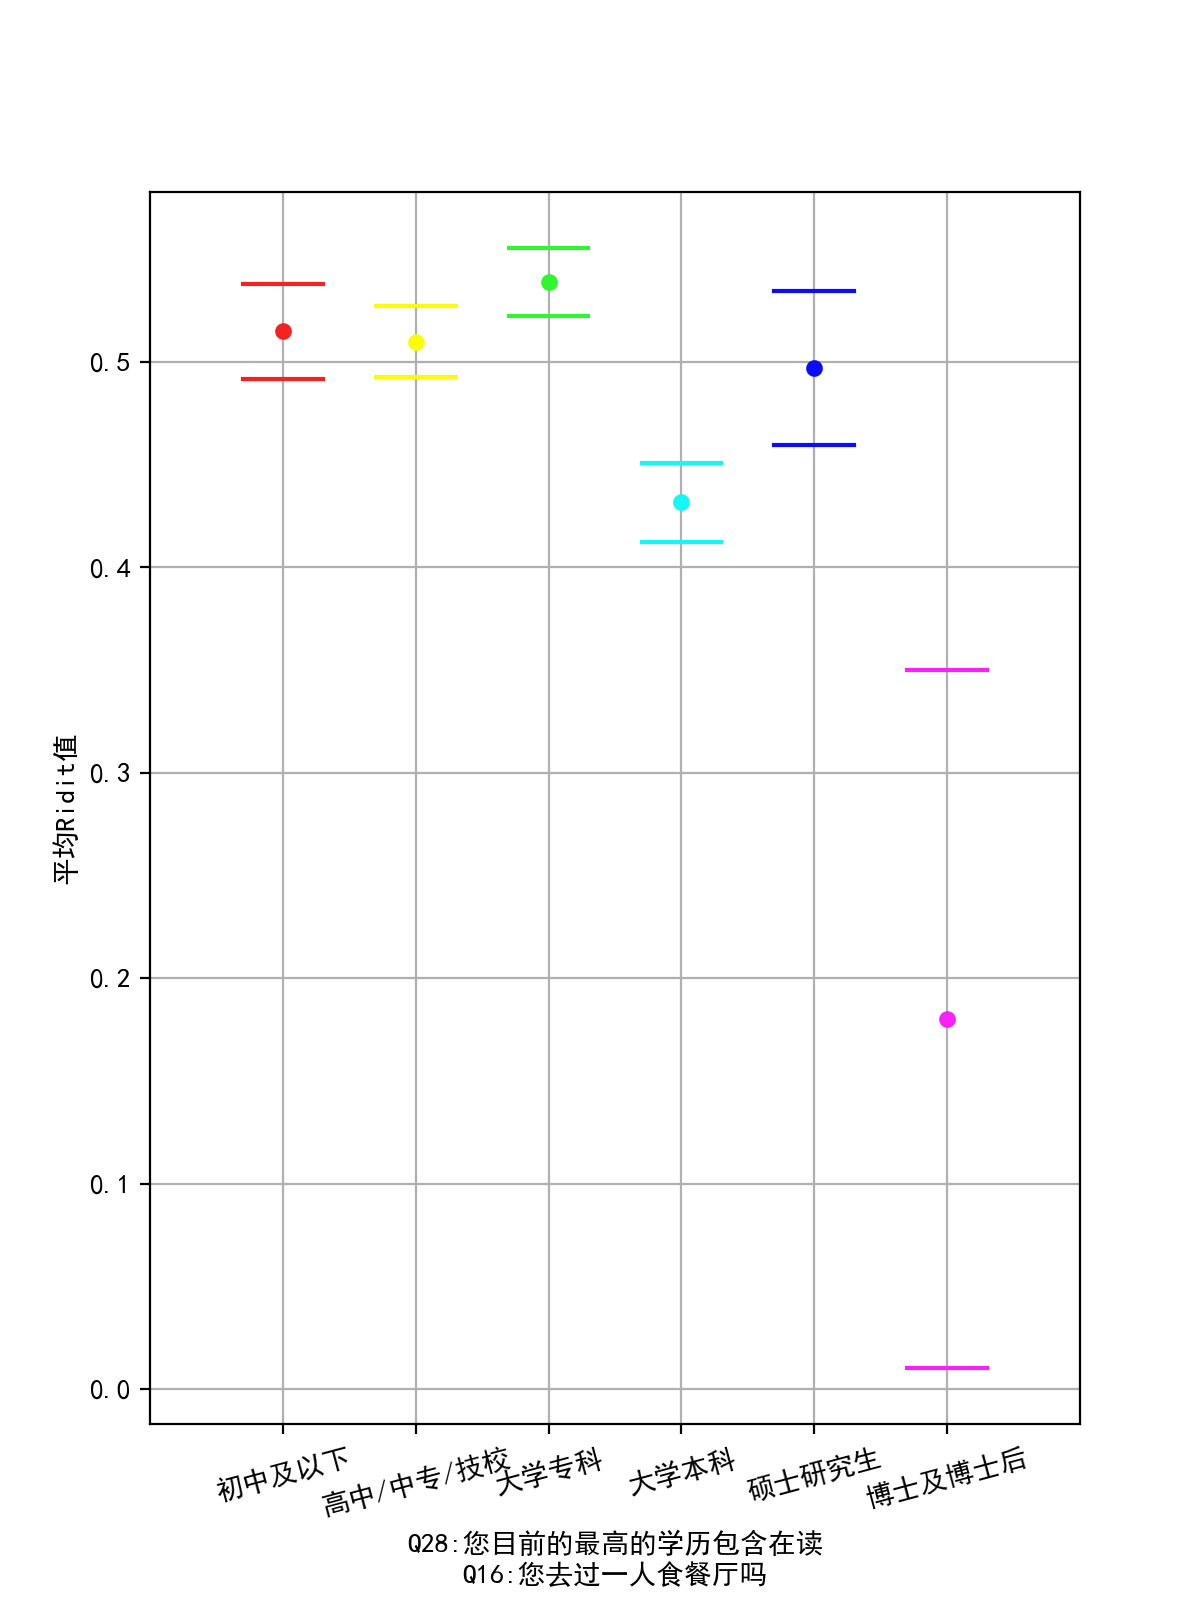 0.5
0.4
0.3
0.2
0.1
0.0
平均Ridit值
初中及以下
高中/中专/技校
大学专科
大学本科
硕士研究生
博士及博士后
Q28:您目前的最高的学历包含在读
Q16:您去过一人食餐厅吗